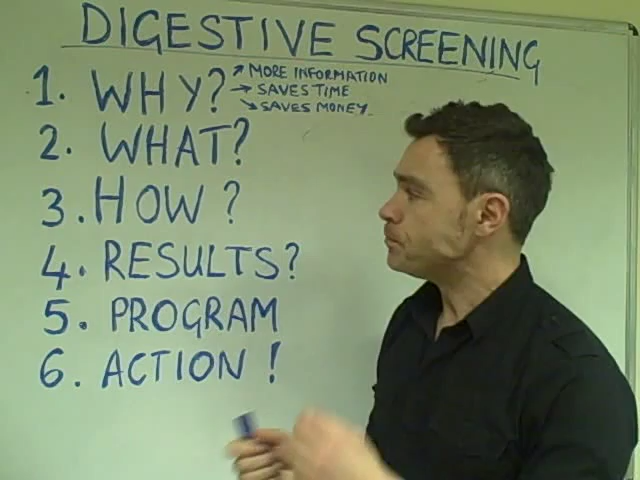 DIGESTIVE SCREENING
1. WHY? ↗ MORE INFORMATION
→ SAVES TIME
↘ SAVES MONEY
2. WHAT?
3. HOW?
4. RESULTS?
5. PROGRAM
6. ACTION!